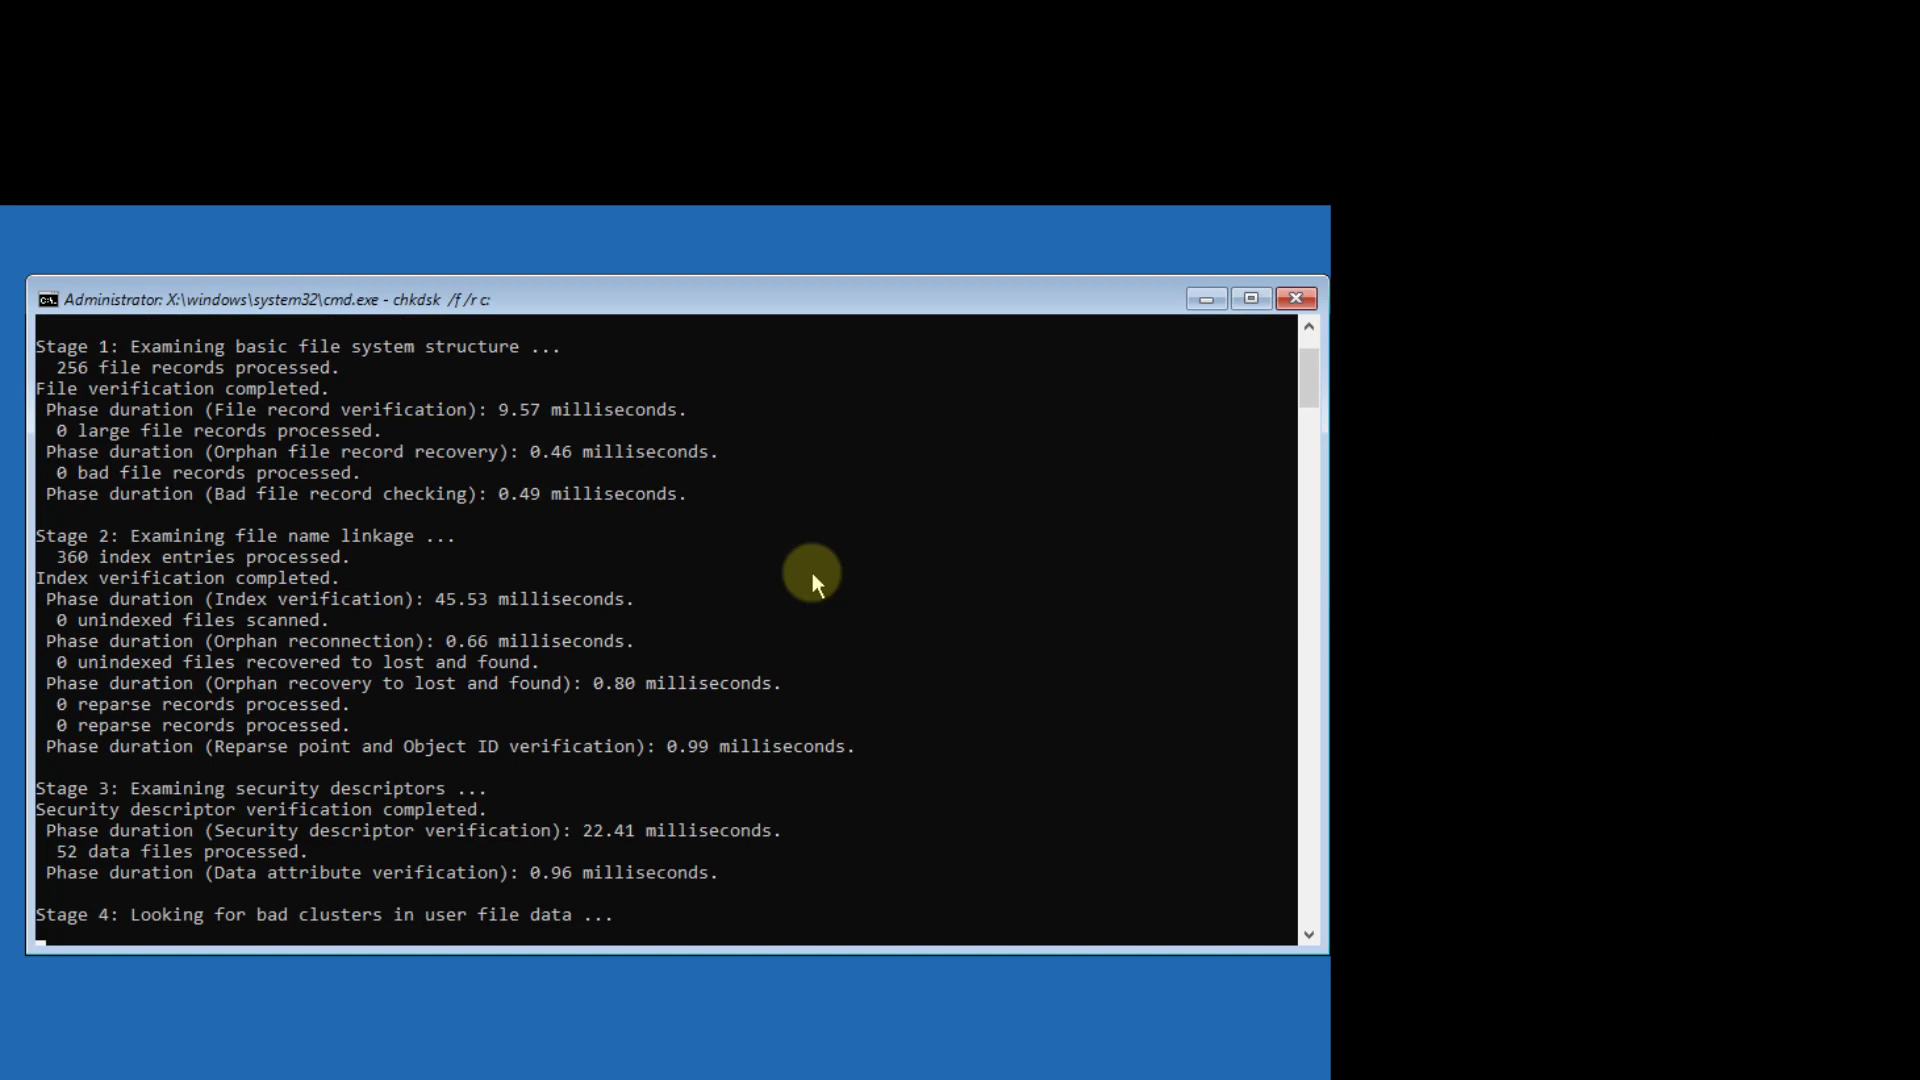 Administrator: X:\windows\system32\cmd.exe - chkdsk /f /r c:
Stage 1: Examining basic file system structure ...
256 file records processed.
File verification completed.
Phase duration (File record verification): 9.57 milliseconds.
0 large file records processed.
Phase duration (Orphan file record recovery): 0.46 milliseconds.
0 bad file records processed.
Phase duration (Bad file record checking): 0.49 milliseconds.
Stage 2: Examining file name linkage ...
360 index entries processed.
Index verification completed.
Phase duration (Index verification): 45.53 milliseconds.
0 unindexed files scanned.
Phase duration (Orphan reconnection): 0.66 milliseconds.
0 unindexed files recovered to lost and found.
Phase duration (Orphan recovery to lost and found): 0.80 milliseconds.
0 reparse records processed.
0 reparse records processed.
Phase duration (Reparse point and Object ID verification): 0.99 milliseconds.
Stage 3: Examining security descriptors ...
Security descriptor verification completed.
Phase duration (Security descriptor verification): 22.41 milliseconds.
52 data files processed.
Phase duration (Data attribute verification): 0.96 milliseconds.
Stage 4: Looking for bad clusters in user file data ...